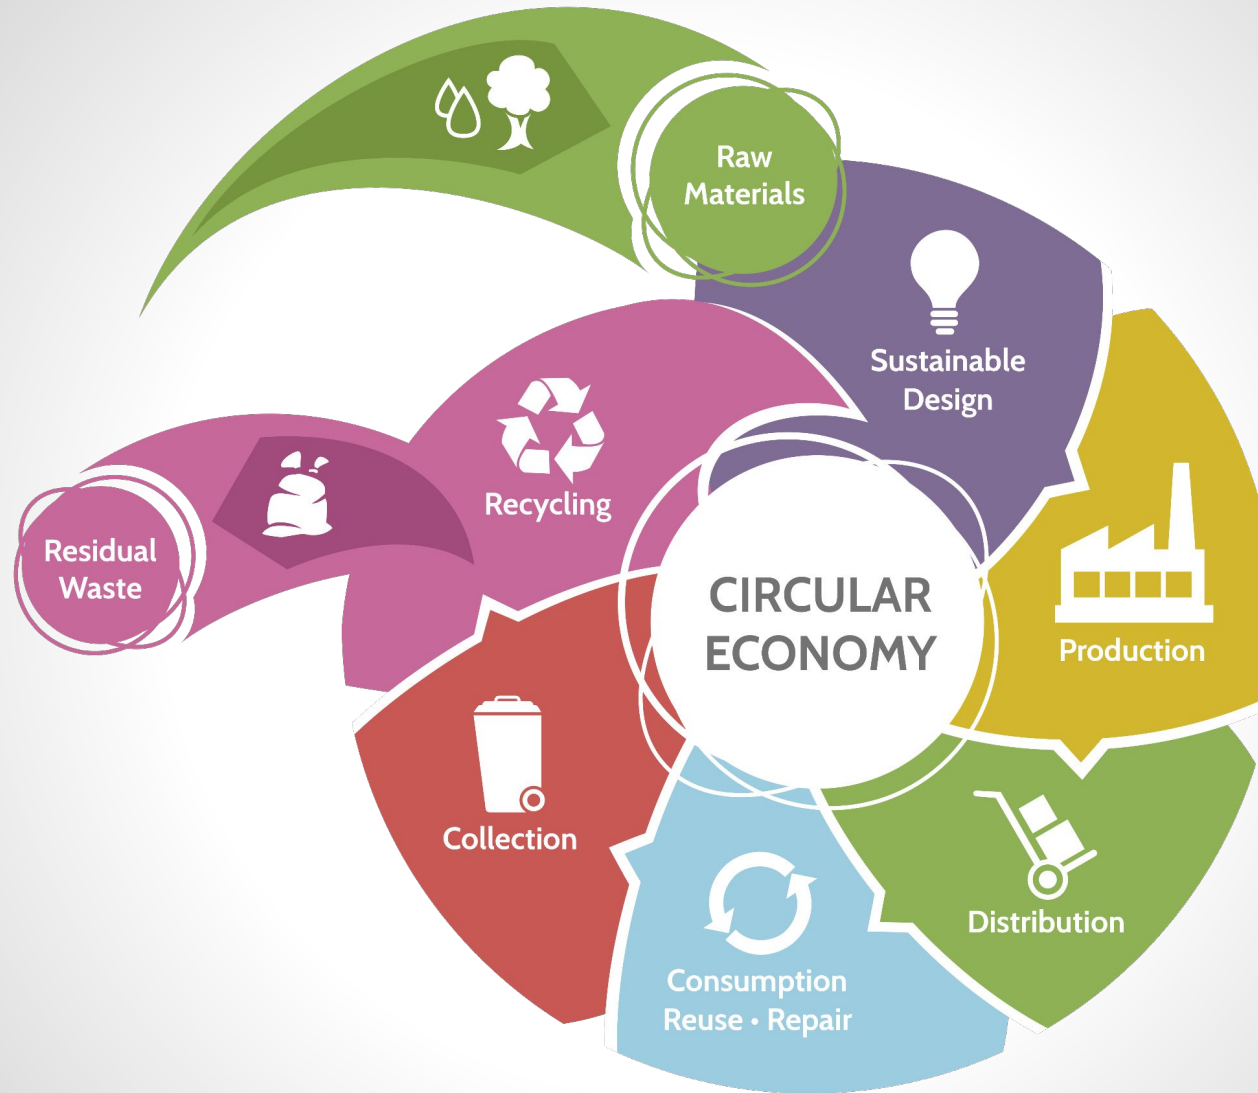 Raw
Materials
Sustainable
Design
Production
Distribution
Consumption
Reuse • Repair
Collection
Recycling
Residual
Waste
CIRCULAR
ECONOMY